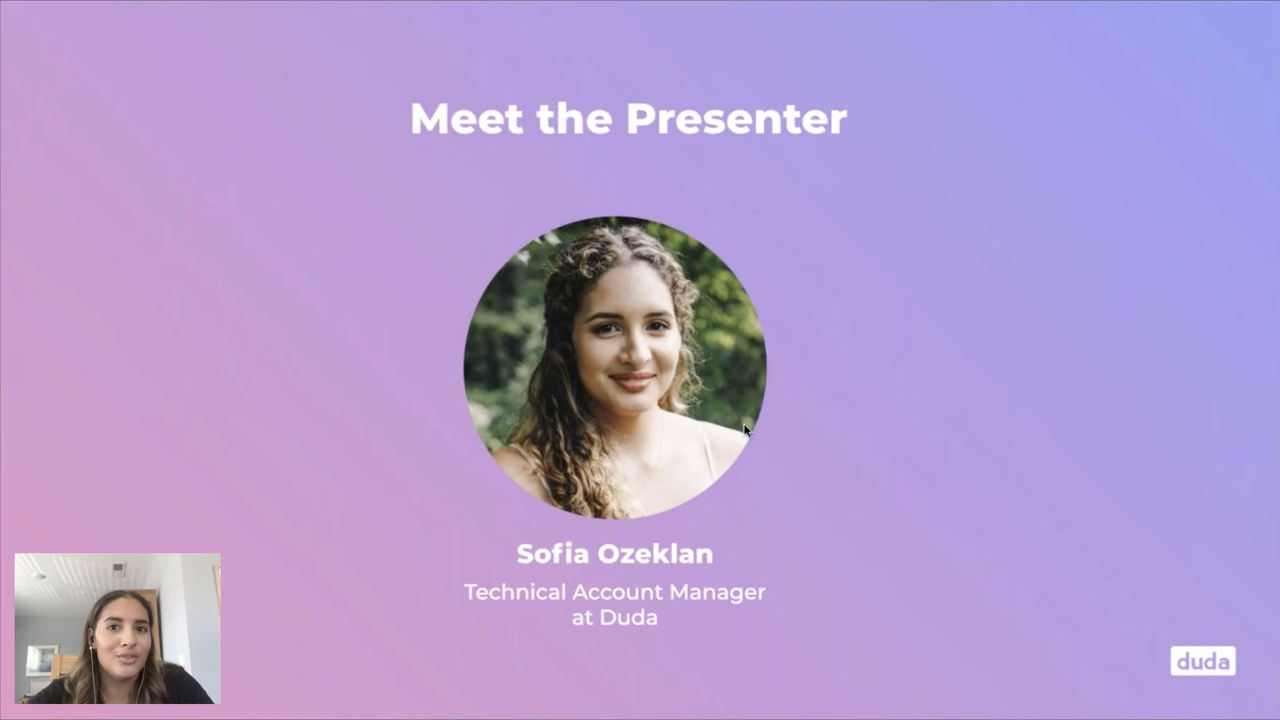 Meet the Presenter
Sofia Ozeklan
Technical Account Manager
at Duda
duda